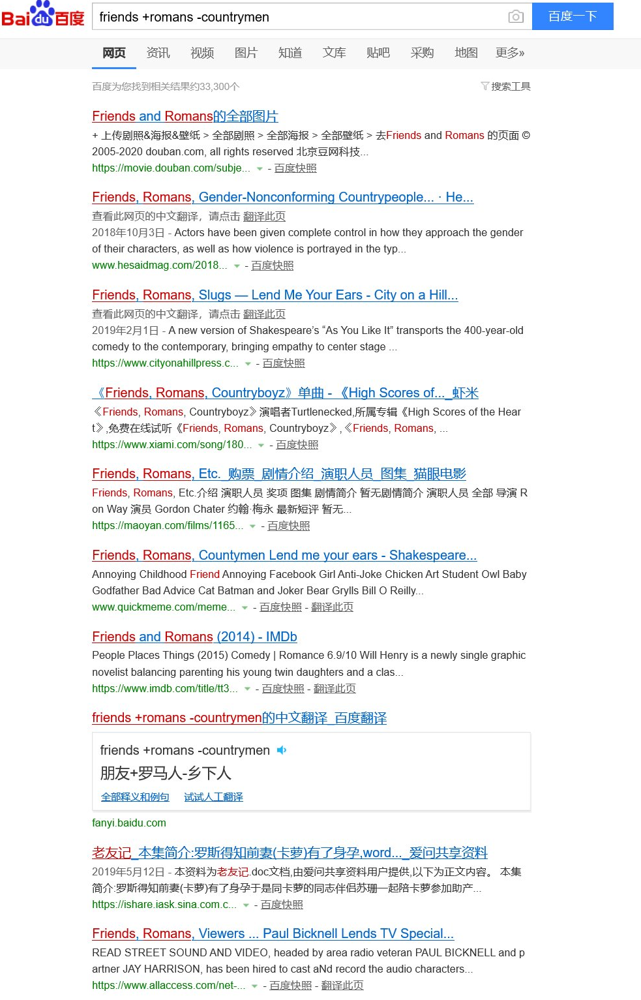 Bai du 百度
friends +romans -countrymen
百度一下
网页 资讯 视频 图片 知道 文库 贴吧 采购 地图 更多»
百度为您找到相关结果约33,300个
搜索工具
Friends and Romans的全部图片
+ 上传剧照&海报&壁纸 > 全部剧照 > 全部海报 > 全部壁纸 > 去Friends and Romans 的页面 ©
2005-2020 douban.com, all rights reserved 北京豆网科技...
https://movie.douban.com/subje... - 百度快照
Friends, Romans, Gender-Nonconforming Countrypeople... · He...
查看此网页的中文翻译，请点击 翻译此页
2018年10月3日 - Actors have been given complete control in how they approach the gender
of their characters, as well as how violence is portrayed in the typ...
www.hesaidmag.com/2018... - 百度快照
Friends, Romans, Slugs — Lend Me Your Ears - City on a Hill...
查看此网页的中文翻译，请点击 翻译此页
2019年2月1日 - A new version of Shakespeare’s “As You Like It” transports the 400-year-old
comedy to the contemporary, bringing empathy to center stage ...
https://www.cityonahillpress.c... - 百度快照
《Friends, Romans, Countryboyz》单曲 - 《High Scores of..._虾米
《Friends, Romans, Countryboyz》演唱者Turtlenecked,所属专辑《High Scores of the Hear
t》,免费在线试听《Friends, Romans, Countryboyz》,《Friends, Romans, ...
https://www.xiami.com/song/180... - 百度快照
Friends, Romans, Etc._购票_剧情介绍_演职人员_图集_猫眼电影
Friends, Romans, Etc.介绍 演职人员 奖项 图集 剧情简介 暂无剧情简介 演职人员 全部 导演 R
on Way 演员 Gordon Chater 约翰·梅永 最新短评 暂无...
https://maoyan.com/films/1165... - 百度快照
Friends, Romans, Countymen Lend me your ears - Shakespeare...
Annoying Childhood Friend Annoying Facebook Girl Anti-Joke Chicken Art Student Owl Baby
Godfather Bad Advice Cat Batman and Joker Bear Grylls Bill O Reilly...
www.quickmeme.com/meme... - 百度快照 - 翻译此页
Friends and Romans (2014) - IMDb
People Places Things (2015) Comedy | Romance 6.9/10 Will Henry is a newly single graphic
novelist balancing parenting his young twin daughters and a clas...
https://www.imdb.com/title/tt3... - 百度快照 - 翻译此页
friends +romans -countrymen的中文翻译_百度翻译
friends +romans -countrymen
朋友+罗马人-乡下人
全部释义和例句 试试人工翻译
fanyi.baidu.com
老友记_本集简介:罗斯得知前妻(卡萝)有了身孕,word..._爱问共享资料
2019年5月12日 - 本资料为老友记.doc文档,由爱问共享资料用户提供,以下为正文内容。 本集
简介:罗斯得知前妻(卡萝)有了身孕于是同卡萝的同志伴侣苏珊一起陪卡萝参加助产...
https://ishare.iask.sina.com.c... - 百度快照
Friends, Romans, Viewers ... Paul Bicknell Lends TV Special...
READ STREET SOUND AND VIDEO, headed by area radio veteran PAUL BICKNELL and p
artner JAY HARRISON, has been hired to cast aNd record the audio characters...
https://www.allaccess.com/net-... - 百度快照 - 翻译此页